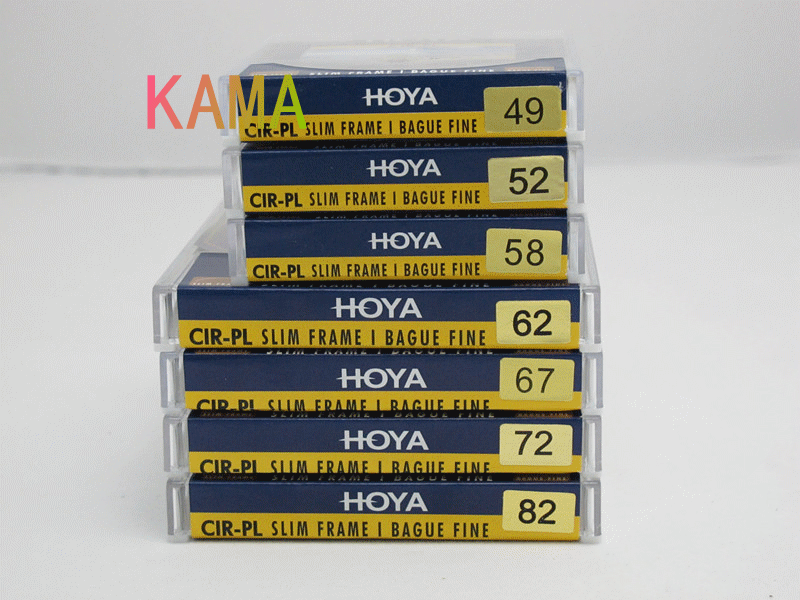 KAMA
SLIM FRAME I BAGUE FINE
HOYA
CIR-PL SLIM FRAME I BAGUE FINE 49
HOYA
CIR-PL SLIM FRAME I BAGUE FINE 52
HOYA
CIR-PL SLIM FRAME I BAGUE FINE 58
HOYA
CIR-PL SLIM FRAME I BAGUE FINE 62
HOYA
CIR-PL SLIM FRAME I BAGUE FINE 67
HOYA
CIR-PL SLIM FRAME I BAGUE FINE 72
HOYA
CIR-PL SLIM FRAME I BAGUE FINE 82